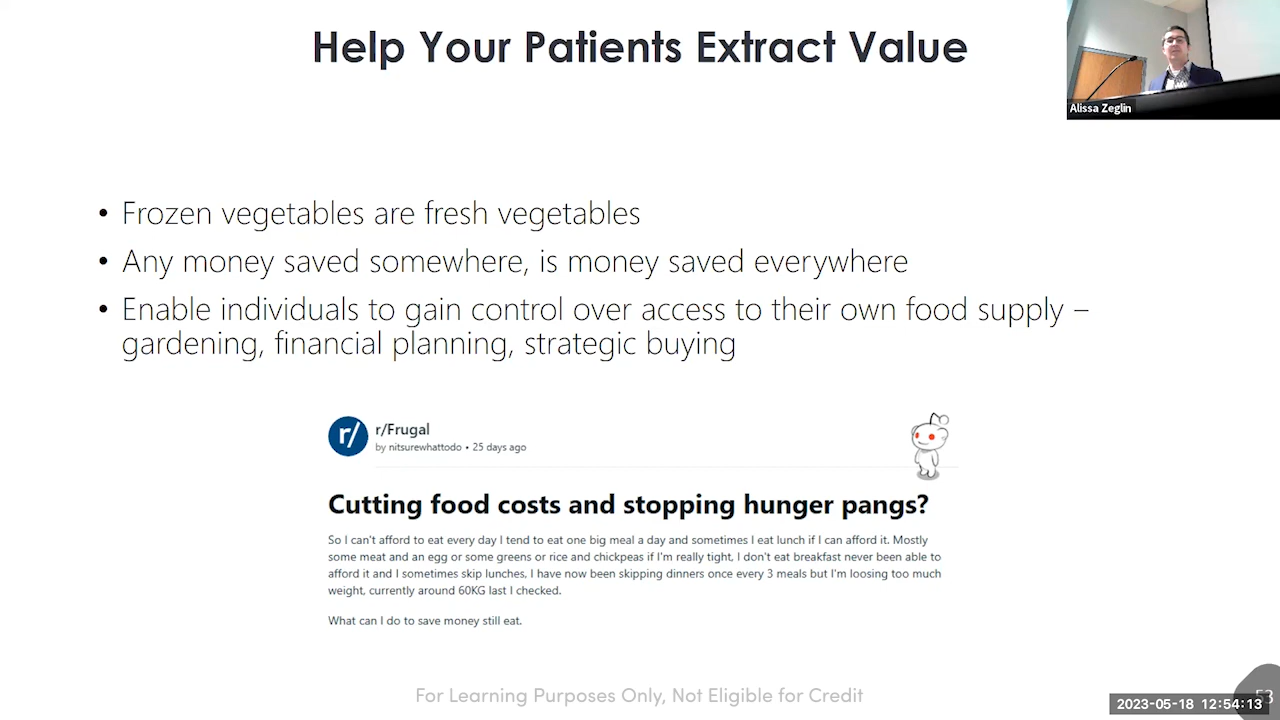 Help Your Patients Extract Value
Alissa Zeglin
• Frozen vegetables are fresh vegetables
• Any money saved somewhere, is money saved everywhere
• Enable individuals to gain control over access to their own food supply –
gardening, financial planning, strategic buying
r/
r/Frugal
by nitsurewhattodo • 25 days ago
Cutting food costs and stopping hunger pangs?
So I can't afford to eat every day I tend to eat one big meal a day and sometimes I eat lunch if I can afford it. Mostly
some meat and an egg or some greens or rice and chickpeas if I'm really tight, I don't eat breakfast never been able to
afford it and I sometimes skip lunches, I have now been skipping dinners once every 3 meals but I'm loosing too much
weight, currently around 60KG last I checked.
What can I do to save money still eat.
For Learning Purposes Only, Not Eligible for Credit
53
2023-05-18 12:54:13